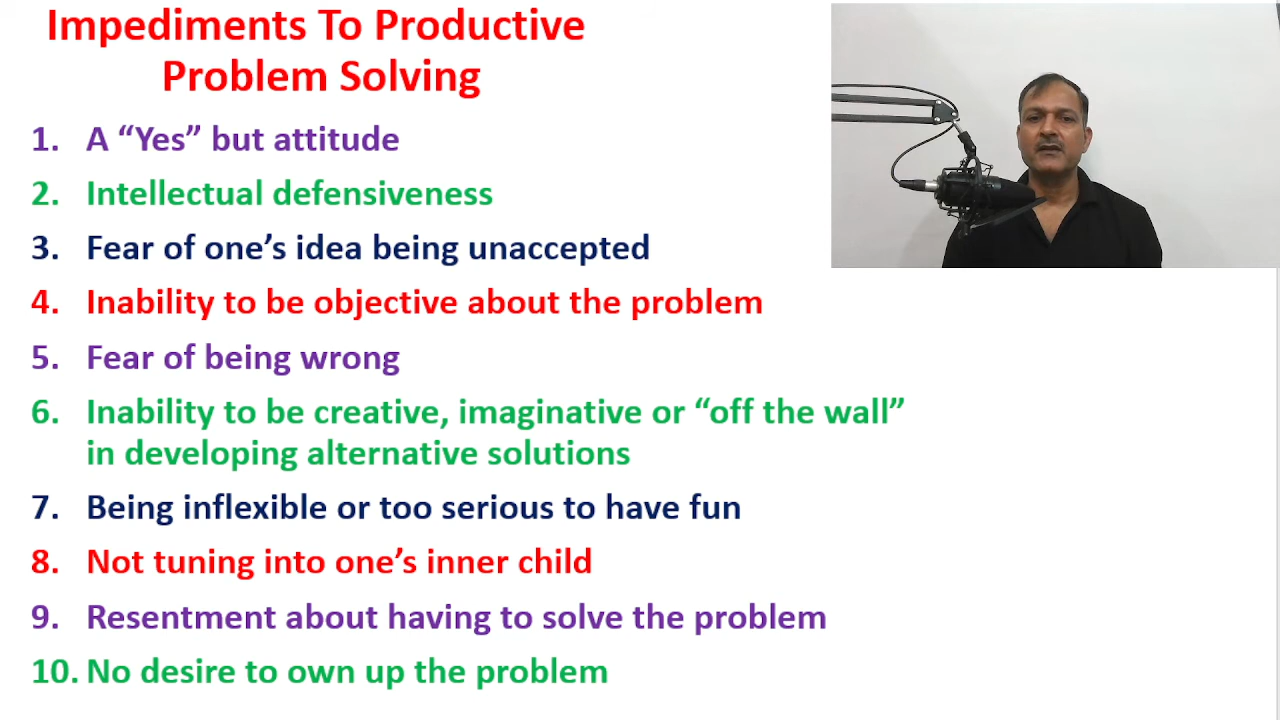 Impediments To Productive
Problem Solving
1. A “Yes” but attitude
2. Intellectual defensiveness
3. Fear of one’s idea being unaccepted
4. Inability to be objective about the problem
5. Fear of being wrong
6. Inability to be creative, imaginative or “off the wall”
in developing alternative solutions
7. Being inflexible or too serious to have fun
8. Not tuning into one’s inner child
9. Resentment about having to solve the problem
10. No desire to own up the problem